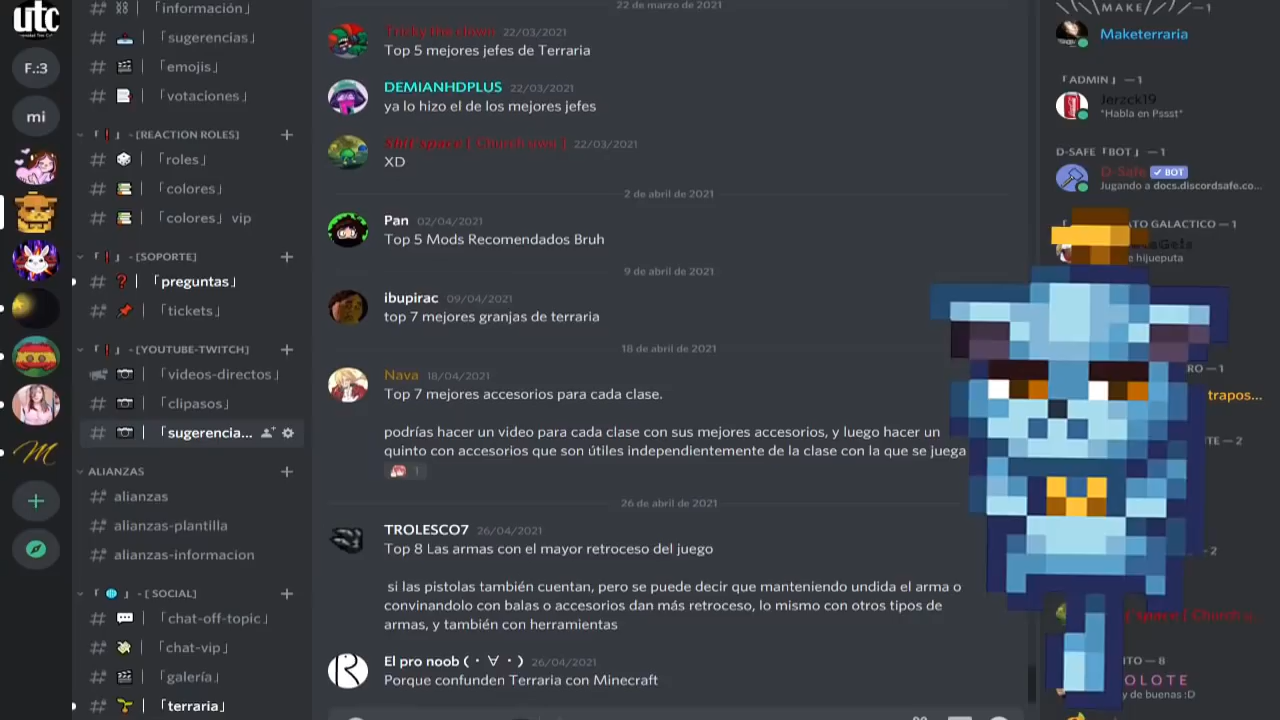 utc
F.:3
mi
「información」
「sugerencias」
「emojis」
「votaciones」
「❗」 - [REACTION ROLES]
「roles」
「colores」
「colores」 vip
「❗」 - [SOPORTE]
「preguntas」
「tickets」
「❗」 - [YOUTUBE-TWITCH]
「videos-directos」
「clipasos」
「sugerencia...
ALIANZAS
alianzas
alianzas-plantilla
alianzas-informacion
「🌐」 - [ SOCIAL]
「chat-off-topic」
「chat-vip」
「galería」
「terraria」
22 de marzo de 2021
Tricky the clown 22/03/2021
Top 5 mejores jefes de Terraria
DEMIANHDPLUS 22/03/2021
ya lo hizo el de los mejores jefes
[ Church uwu ] 22/03/2021
XD
2 de abril de 2021
Pan 02/04/2021
Top 5 Mods Recomendados Bruh
9 de abril de 2021
ibupirac 09/04/2021
top 7 mejores granjas de terraria
18 de abril de 2021
Nava 18/04/2021
Top 7 mejores accesorios para cada clase.
podrías hacer un video para cada clase con sus mejores accesorios, y luego hacer un
quinto con accesorios que son útiles independientemente de la clase con la que se juega
1
26 de abril de 2021
TROLESCO7 26/04/2021
Top 8 Las armas con el mayor retroceso del juego
si las pistolas también cuentan, pero se puede decir que manteniendo undida el arma o
convinandolo con balas o accesorios dan más retroceso, lo mismo con otros tipos de
armas, y también con herramientas
El pro noob ( · ∀ · ) 26/04/2021
Porque confunden Terraria con Minecraft
\\\MAKE///—1
Maketerraria
「ADMIN」—1
Jerzck19
*Habla en Pssst*
D-SAFE「BOT」—1
D-Safe ✓ BOT
Jugando a docs.discordsafe.co...
ATO GALACTICO — 1
e hijueputa
RO — 1
trapos...
TE — 2
- 2
space [ Church u...
ITO — 8
OLOTE
y de buenas :D